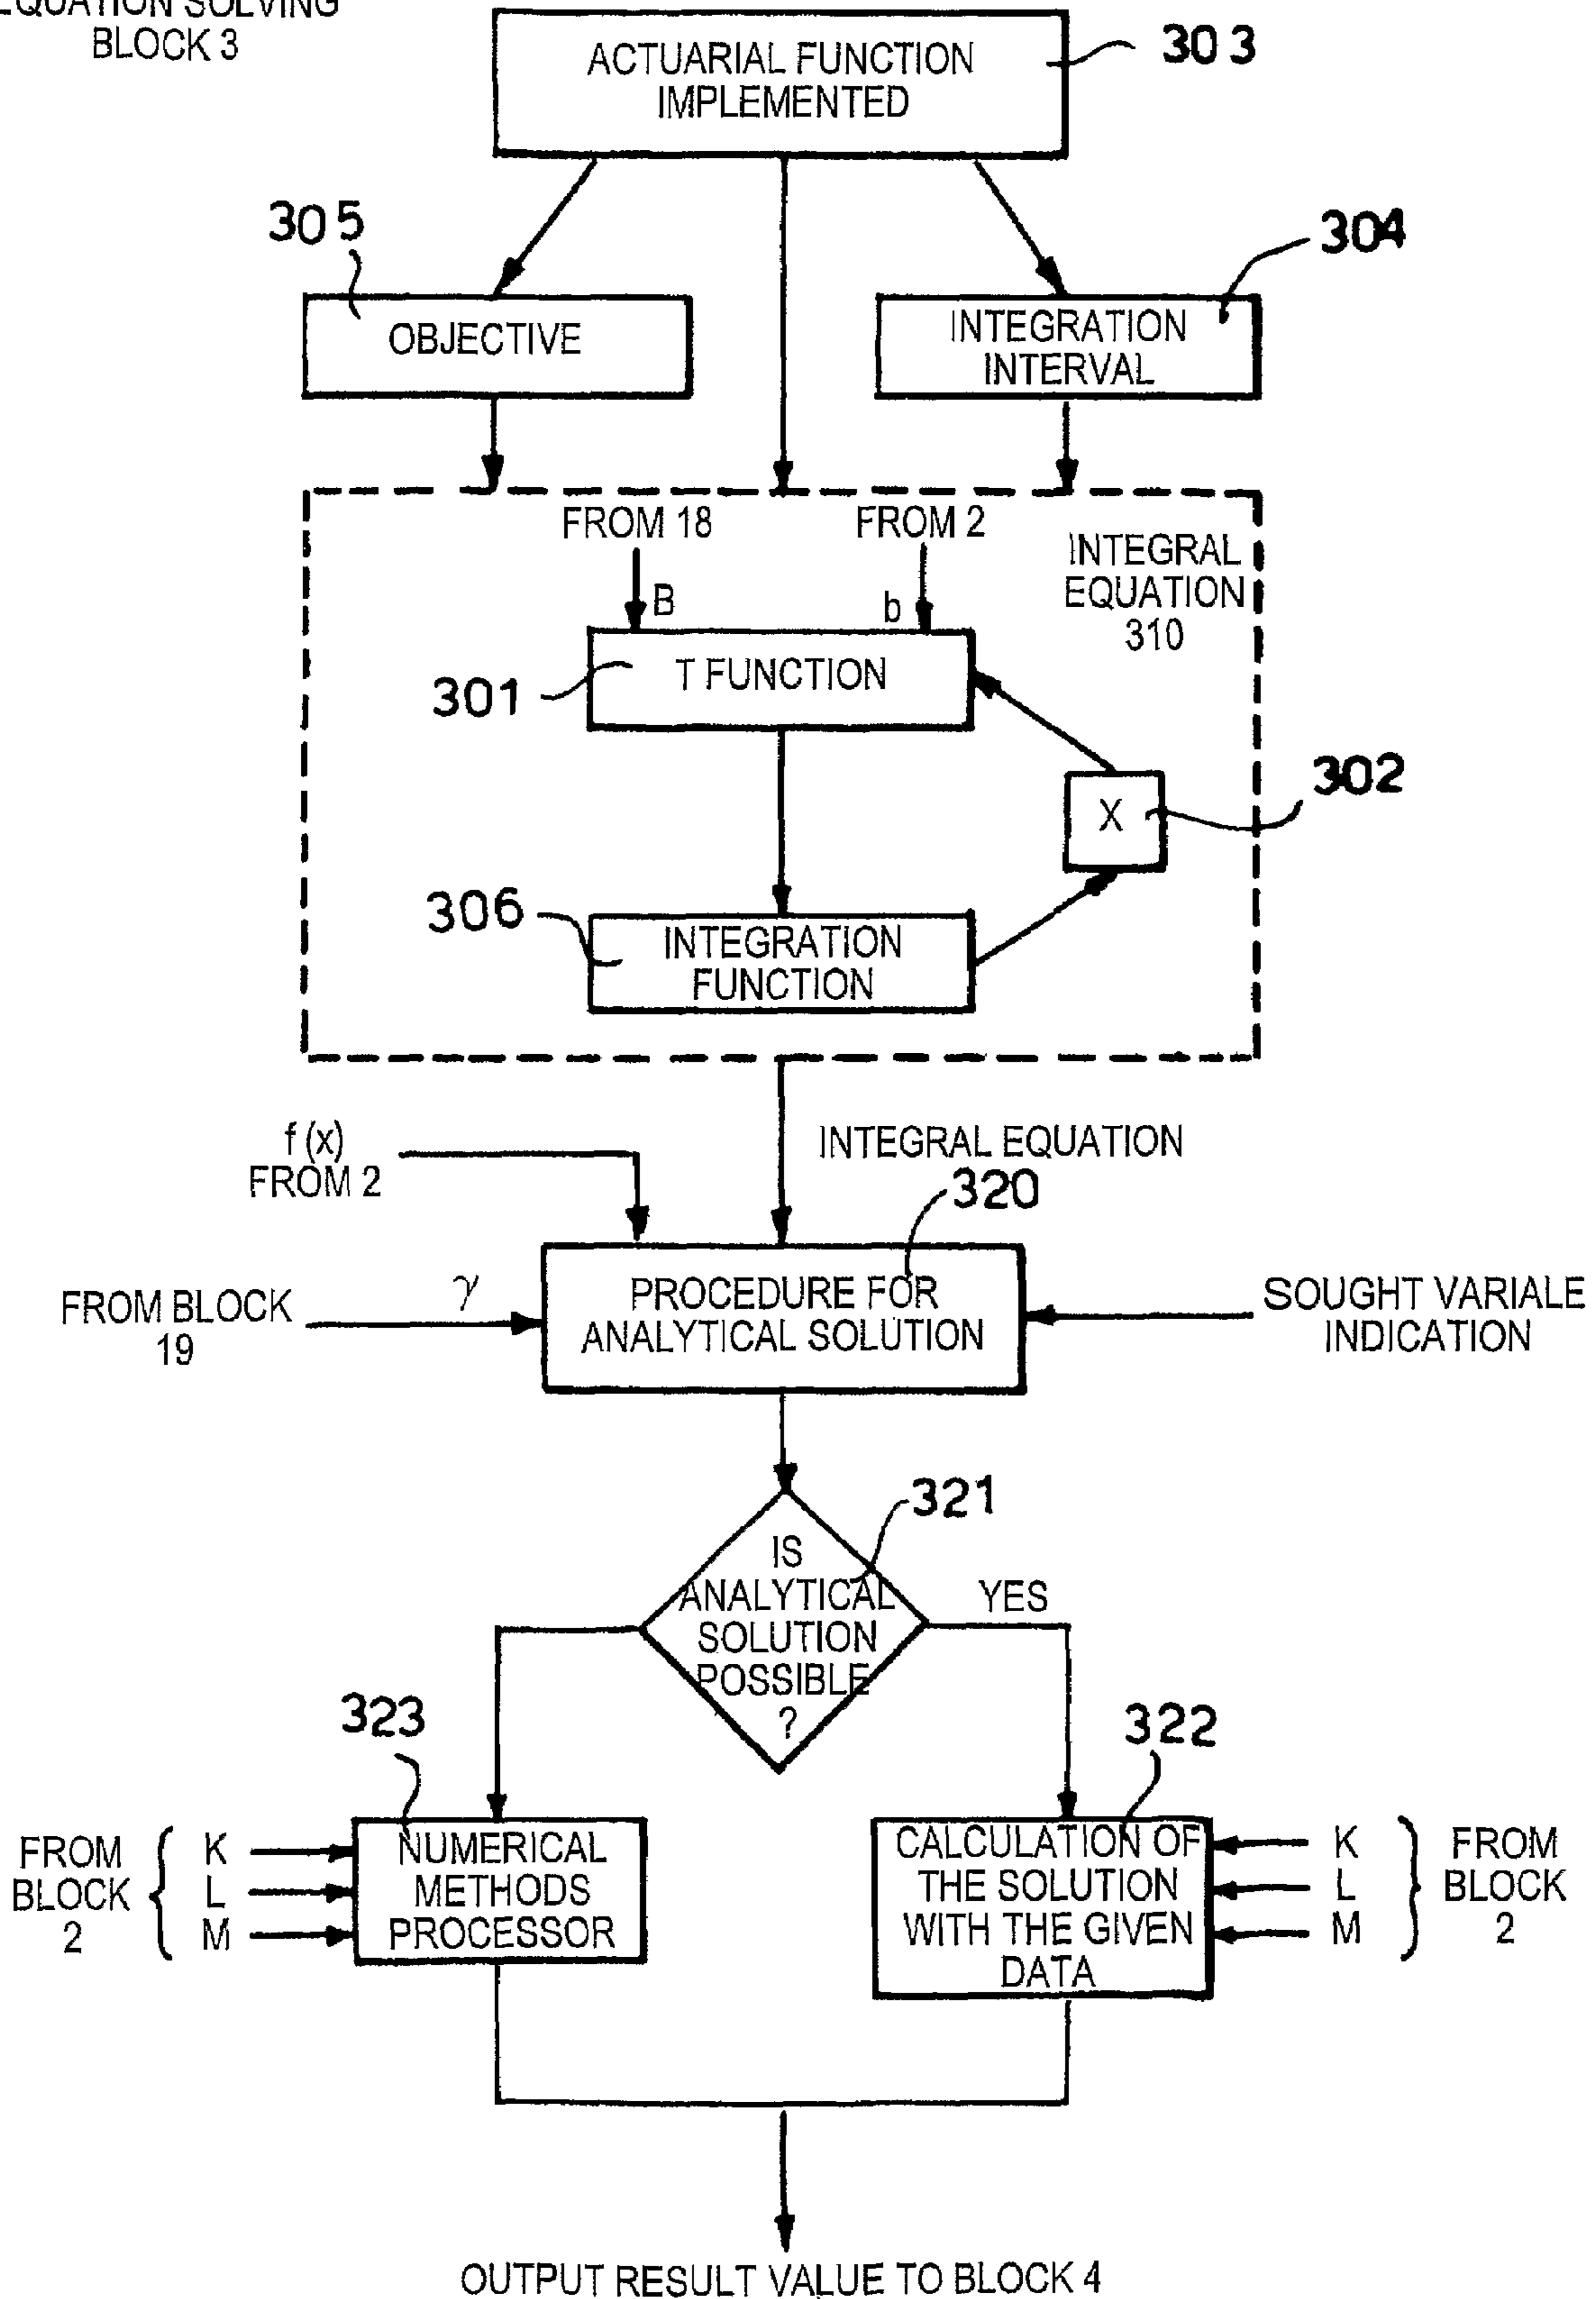 EQUATION SOLVING
BLOCK 3
ACTUARIAL FUNCTION
IMPLEMENTED
303
305
304
OBJECTIVE
INTEGRATION
INTERVAL
FROM 18
FROM 2
INTEGRAL
EQUATION
310
B
b
T FUNCTION
301
302
X
306
INTEGRATION
FUNCTION
f (x)
FROM 2
INTEGRAL EQUATION
320
FROM BLOCK
19
γ
PROCEDURE FOR
ANALYTICAL SOLUTION
SOUGHT VARIALE
INDICATION
321
IS
ANALYTICAL
SOLUTION
POSSIBLE
?
YES
323
322
FROM
BLOCK
2
K
L
M
NUMERICAL
METHODS
PROCESSOR
CALCULATION OF
THE SOLUTION
WITH THE GIVEN
DATA
K
L
M
FROM
BLOCK
2
OUTPUT RESULT VALUE TO BLOCK 4